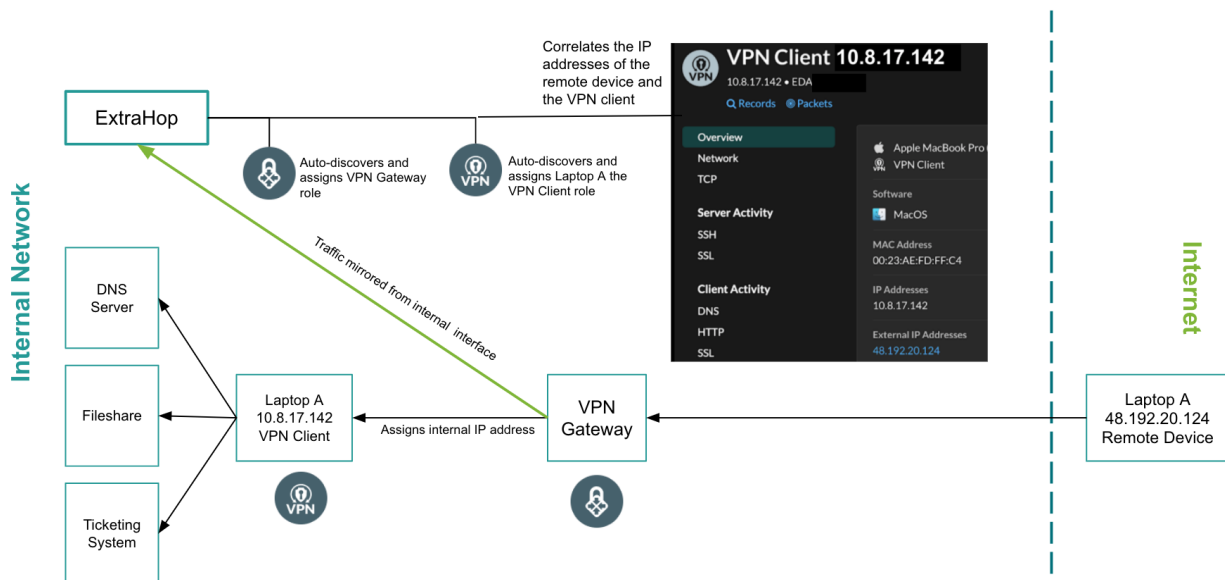 Internal Network
ExtraHop
Auto-discovers and
assigns VPN Gateway
role
VPN
Auto-discovers and
assigns Laptop A the
VPN Client role
Correlates the IP
addresses of the
remote device and
the VPN client
VPN
VPN Client 10.8.17.142
10.8.17.142 • EDA
Records Packets
Overview
Network
TCP
Server Activity
SSH
SSL
Client Activity
DNS
HTTP
SSL
Apple MacBook Pro
VPN Client
Software
MacOS
MAC Address
00:23:AE:FD:FF:C4
IP Addresses
10.8.17.142
External IP Addresses
48.192.20.124
Internet
Traffic mirrored from internal interface
DNS
Server
Fileshare
Ticketing
System
Laptop A
10.8.17.142
VPN Client
VPN
Assigns internal IP address
VPN
Gateway
Laptop A
48.192.20.124
Remote Device